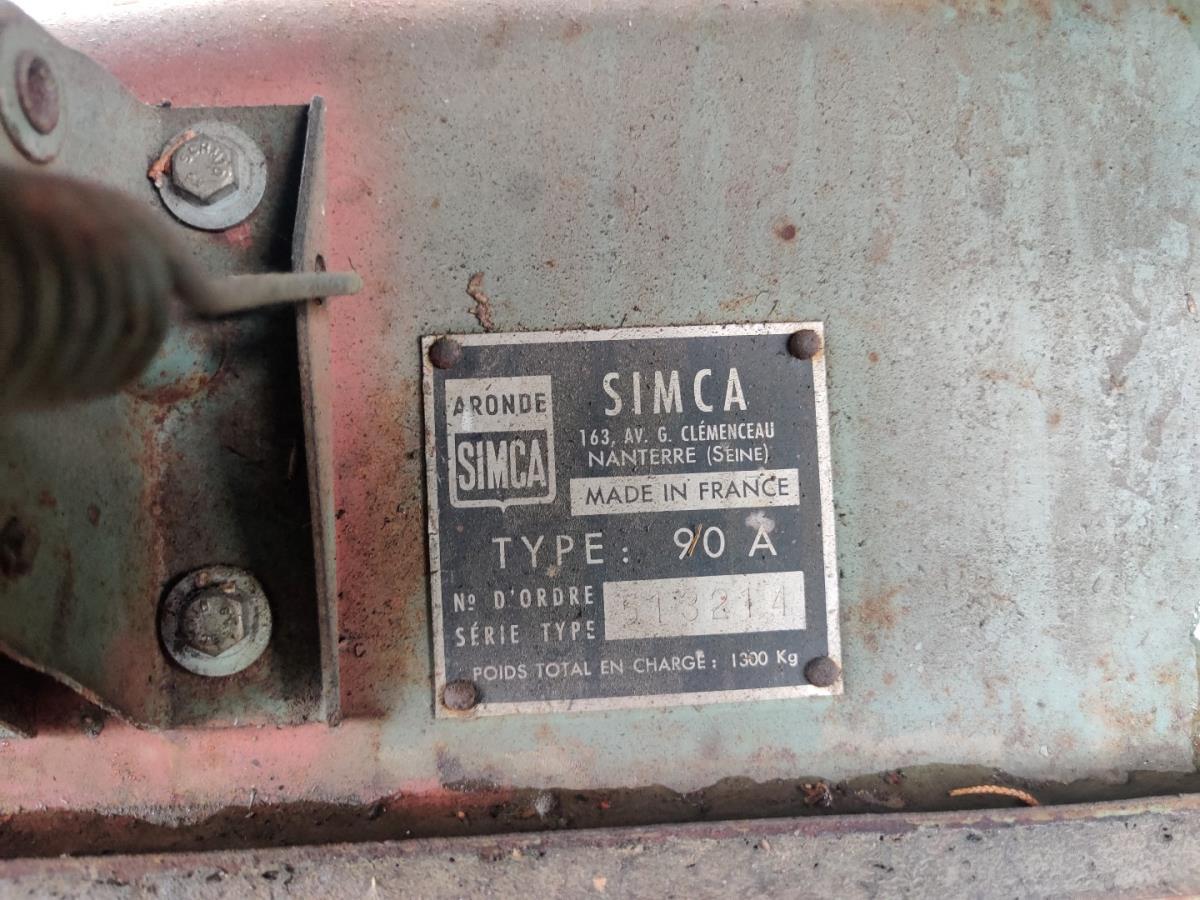 ARONDE
SIMCA
SIMCA
163, AV. G. CLÉMENCEAU
NANTERRE (SEINE)
MADE IN FRANCE
TYPE: 90 A
Nº D'ORDRE
SÉRIE TYPE
513214
POIDS TOTAL EN CHARGE: 1300 Kg